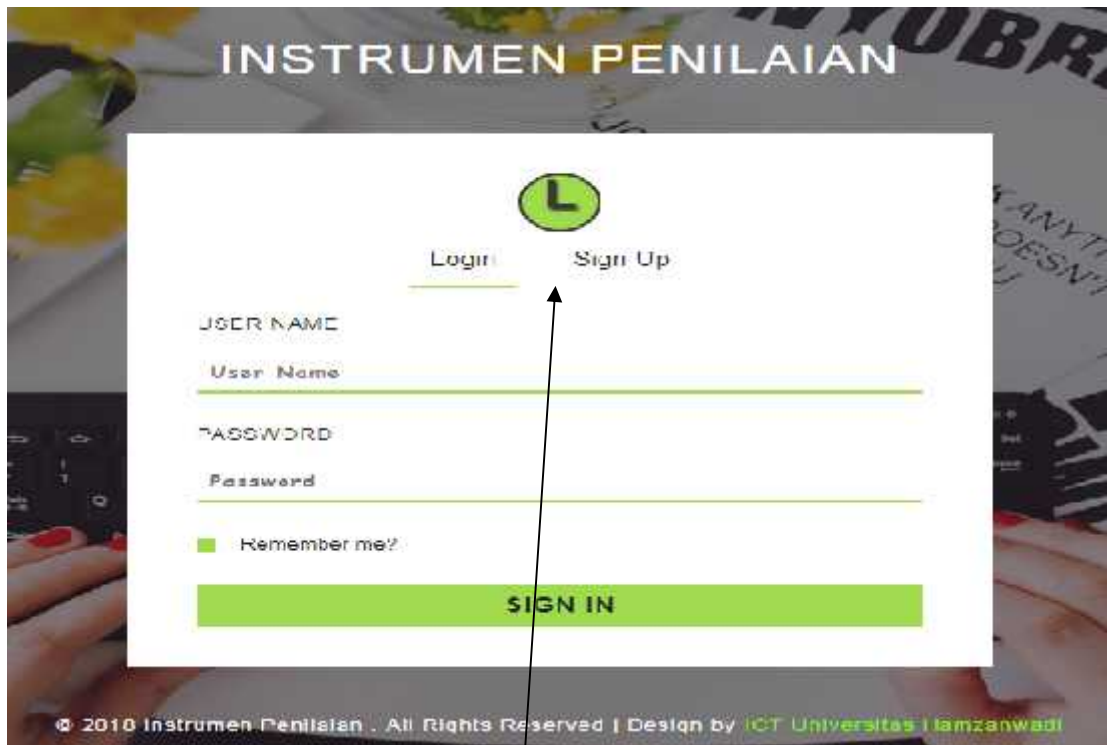 NYOBR
INSTRUMEN PENILAIAN
L
Login Sign Up
USER NAME
User Name
PASSWORD
Password
Remember me?
SIGN IN
Instrumen Penilaian . All Rights Reserved | Design by ICT Universitas Hamzanwadi